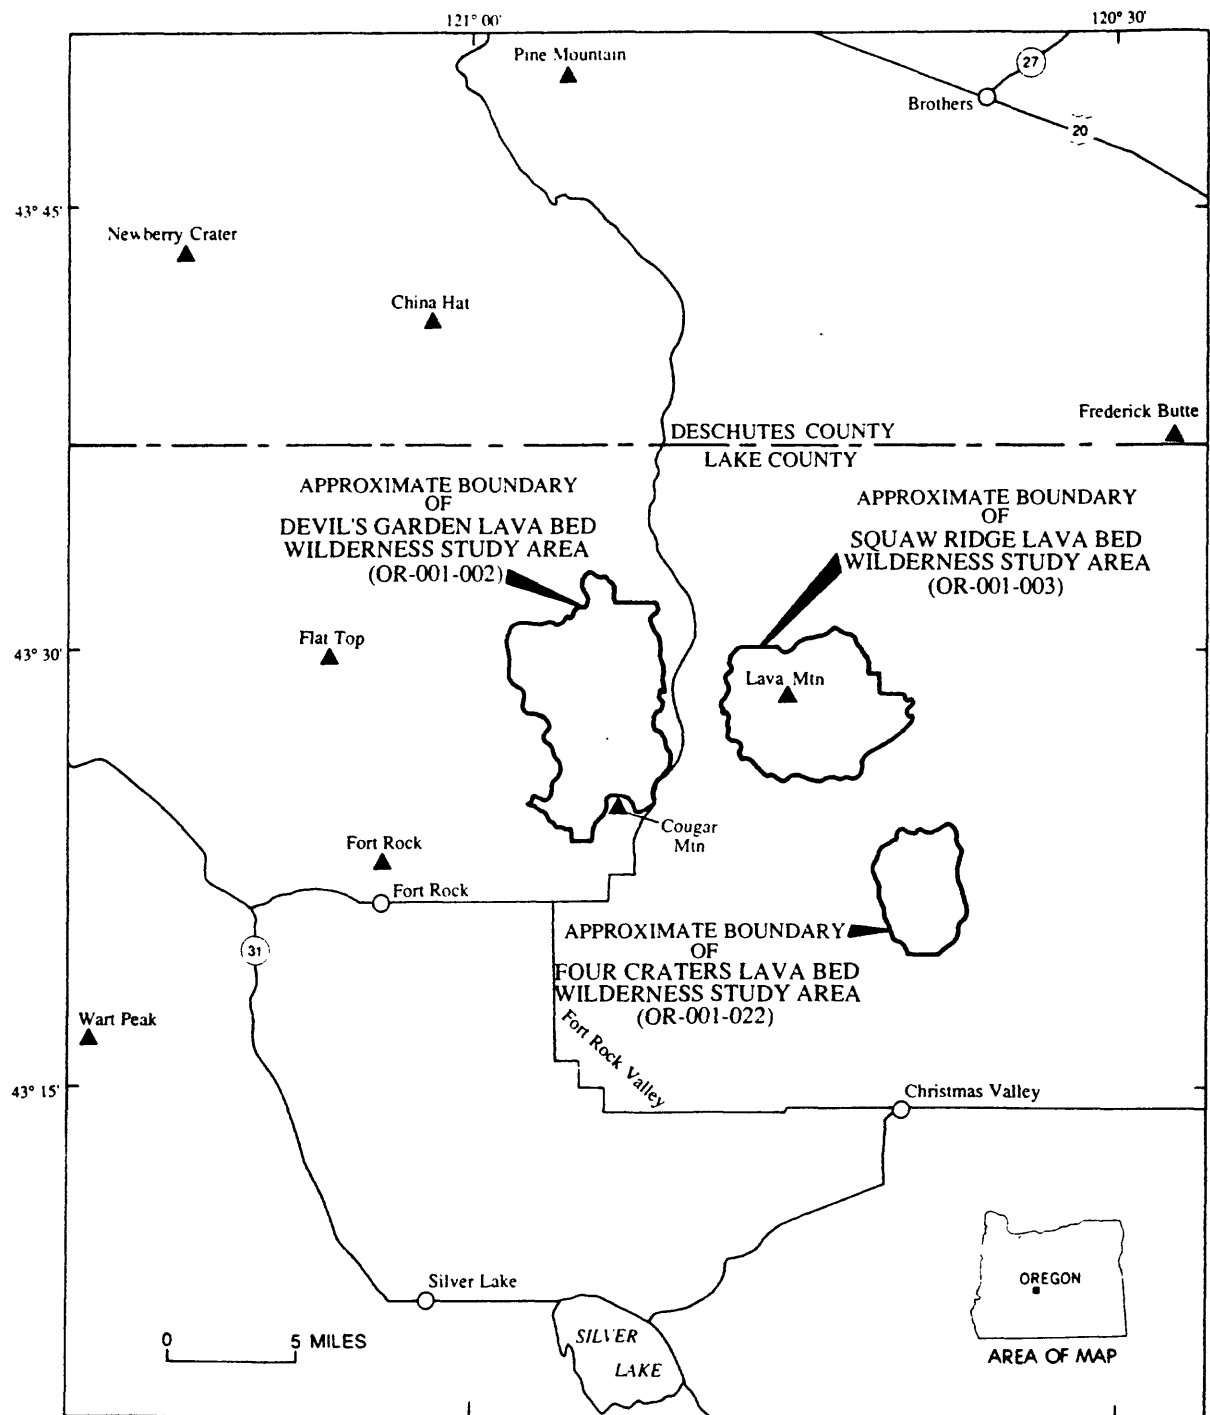 121° 00'
120° 30'
Pine Mountain
27
Brothers
20
43° 45'
Newberry Crater
China Hat
Frederick Butte
DESCHUTES COUNTY
LAKE COUNTY
APPROXIMATE BOUNDARY
OF
DEVIL'S GARDEN LAVA BED
WILDERNESS STUDY AREA
(OR-001-002)
APPROXIMATE BOUNDARY
OF
SQUAW RIDGE LAVA BED
WILDERNESS STUDY AREA
(OR-001-003)
Flat Top
43° 30'
Lava Mtn
Cougar
Mtn
Fort Rock
Fort Rock
31
APPROXIMATE BOUNDARY
OF
FOUR CRATERS LAVA BED
WILDERNESS STUDY AREA
(OR-001-022)
Wart Peak
Fort Rock Valley
43° 15'
Christmas Valley
Silver Lake
0 5 MILES
SILVER
LAKE
OREGON
AREA OF MAP